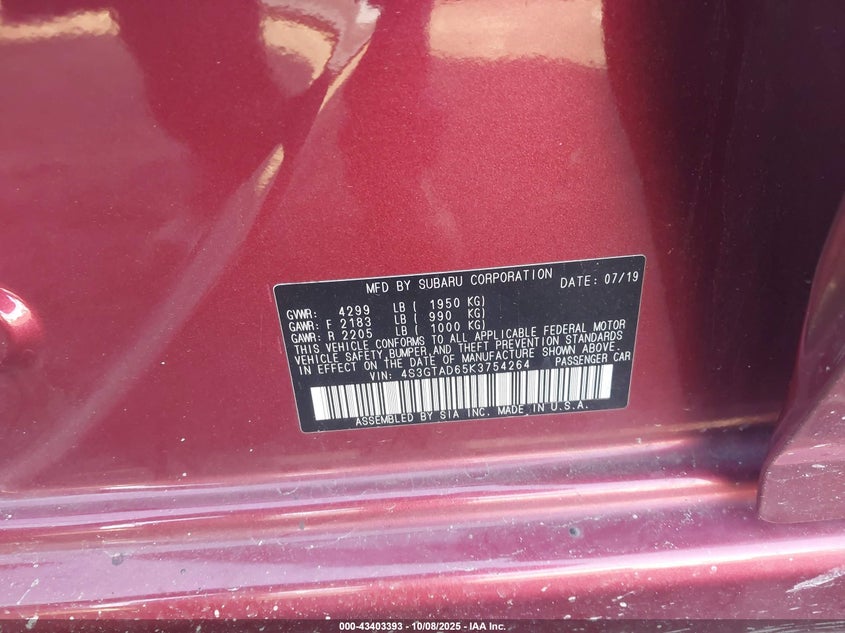 MFD BY SUBARU CORPORATION DATE: 07/19
GVWR: 4299 LB ( 1950 KG)
GAWR: F 2183 LB ( 990 KG)
GAWR: R 2205 LB ( 1000 KG)
THIS VEHICLE CONFORMS TO ALL APPLICABLE FEDERAL MOTOR
VEHICLE SAFETY, BUMPER, AND THEFT PREVENTION STANDARDS
IN EFFECT ON THE DATE OF MANUFACTURE SHOWN ABOVE.
VIN: 4S3GTAD65K3754264 PASSENGER CAR
ASSEMBLED BY SIA INC. MADE IN U.S.A.
000-43403393 - 10/08/2025 - IAA Inc.